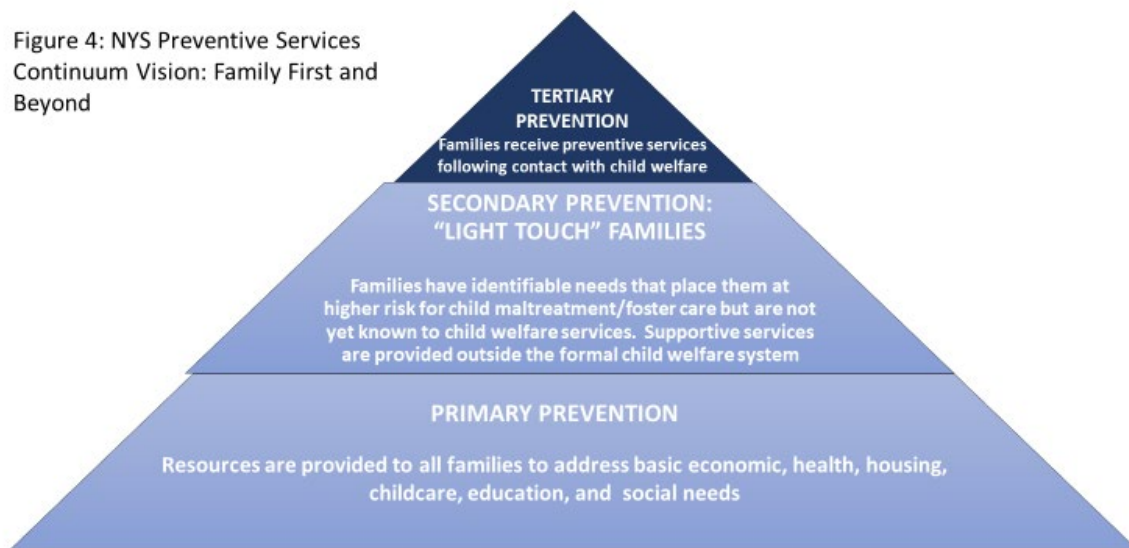 Figure 4: NYS Preventive Services
Continuum Vision: Family First and
Beyond
TERTIARY
PREVENTION
Families receive preventive services
following contact with child welfare
SECONDARY PREVENTION:
“LIGHT TOUCH” FAMILIES
Families have identifiable needs that place them at
higher risk for child maltreatment/foster care but are not
yet known to child welfare services.  Supportive services
are provided outside the formal child welfare system
PRIMARY PREVENTION
Resources are provided to all families to address basic economic, health, housing,
childcare, education, and  social needs